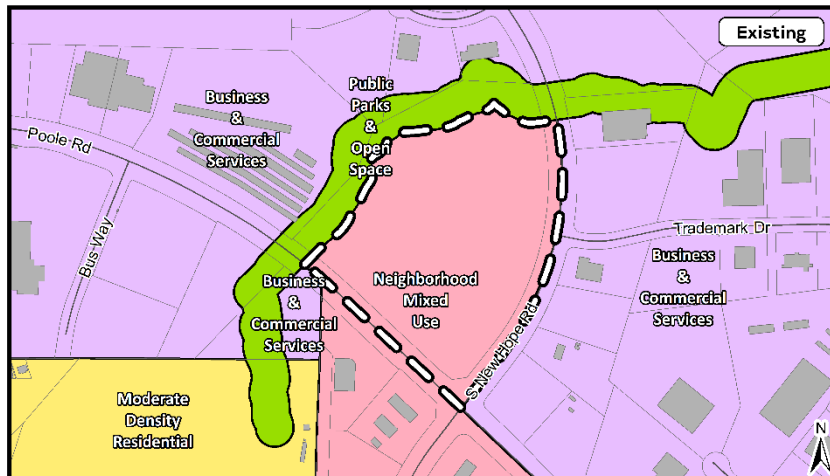 Existing
Business
&
Commercial
Services
Public
Parks
&
Open
Space
Poole Rd
Bus Way
Trademark Dr
Business
&
Commercial
Services
Neighborhood
Mixed
Use
Business
&
Commercial
Services
S New Hope Rd
Moderate
Density
Residential
N